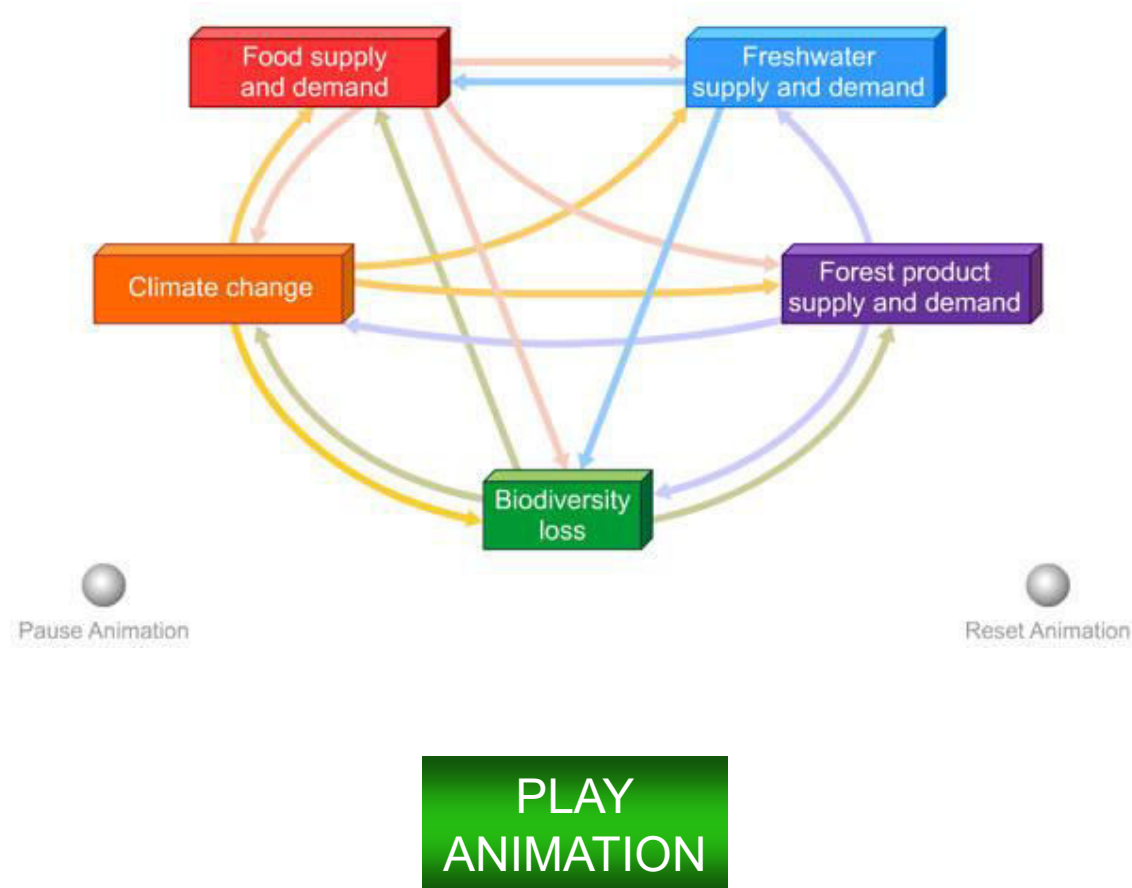 Food supply
and demand
Freshwater
supply and demand
Climate change
Forest product
supply and demand
Biodiversity
loss
Pause Animation
Reset Animation
PLAY
ANIMATION